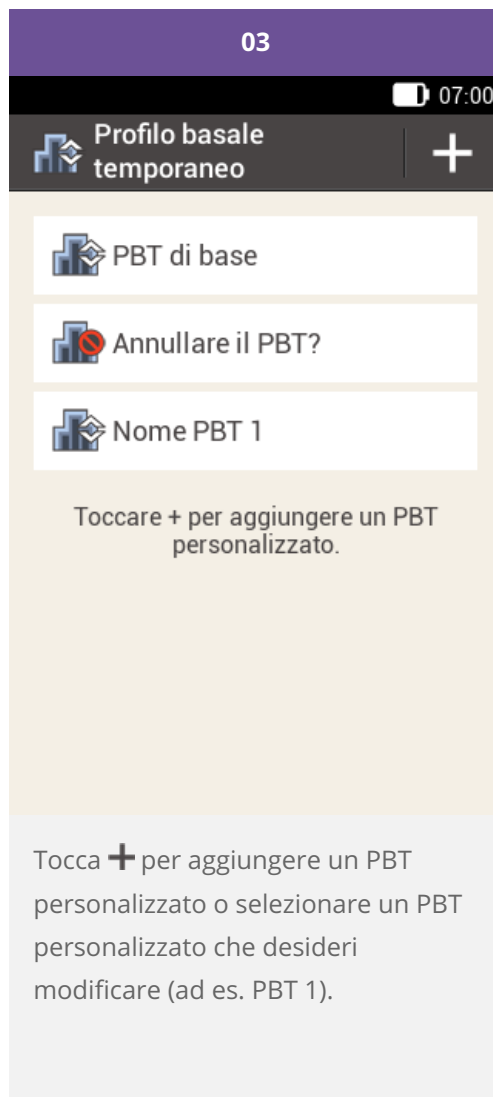 03
07:00
Profilo basale
temporaneo
PBT di base
Annullare il PBT?
Nome PBT 1
Toccare + per aggiungere un PBT
personalizzato.
Tocca + per aggiungere un PBT
personalizzato o selezionare un PBT
personalizzato che desideri
modificare (ad es. PBT 1).